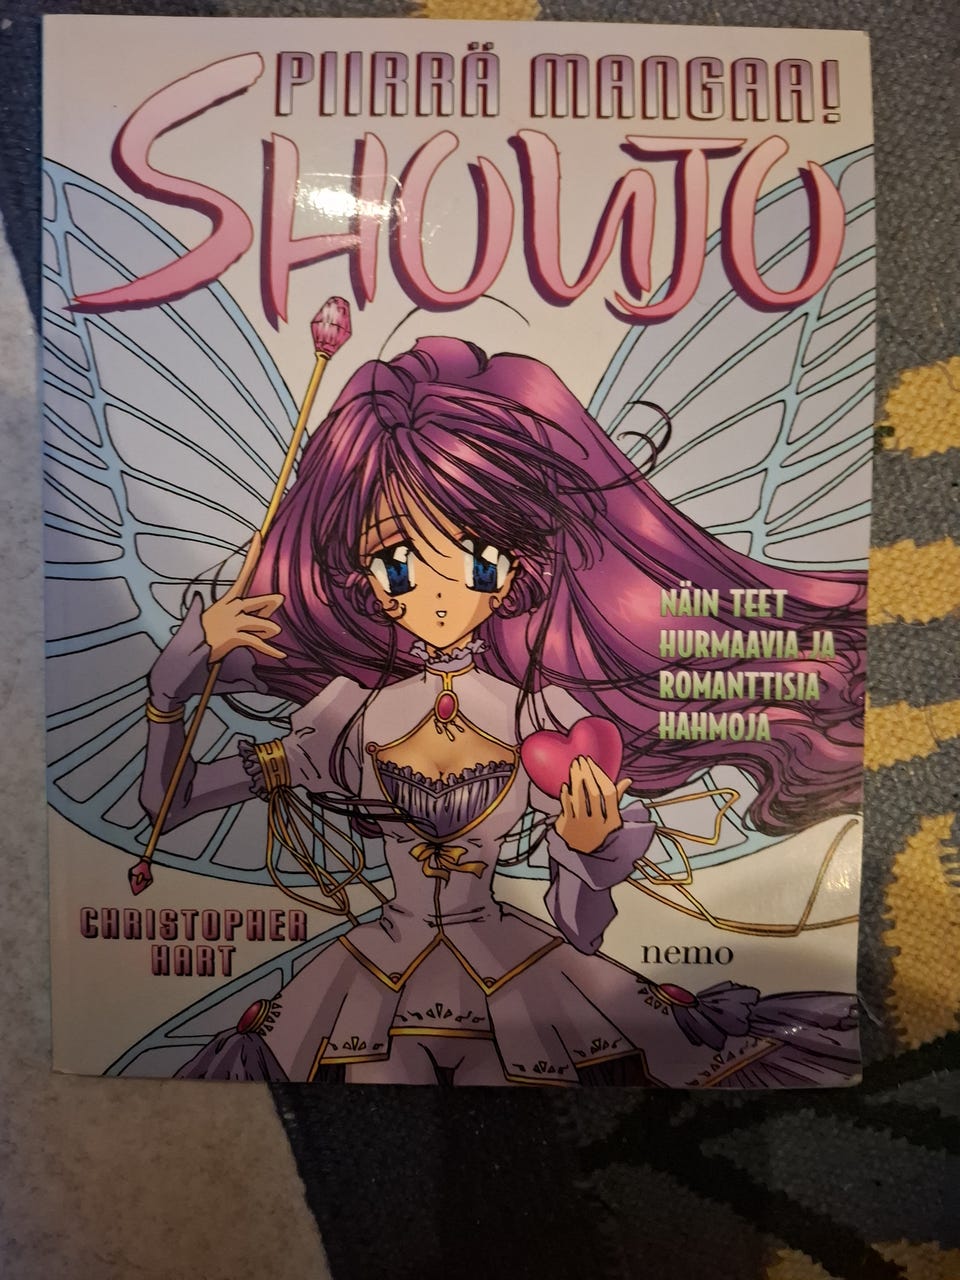 PIIRRÄ MANGAA!
SHOUJO
NÄIN TEET
HURMAAVIA JA
ROMANTTISIA
HAHMOJA
CHRISTOPHER
HART
nemo